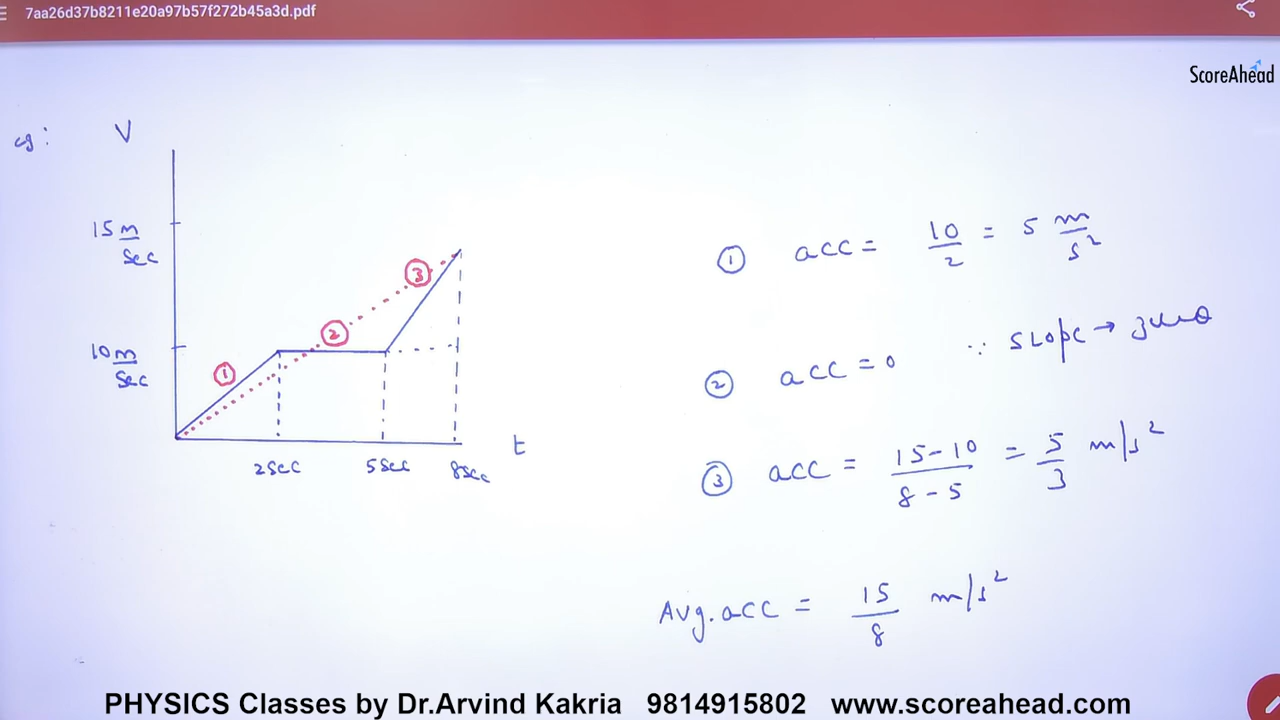 7aa26d37b8211e20a97b57f272b45a3d.pdf
ScoreAhead
eg:
V
15 m/sec
10 m/sec
①
②
③
2sec
5sec
8sec
t
① acc = 10/2 = 5 m/s²
② acc = 0 ∵ slope → zero
③ acc = 15-10/8-5 = 5/3 m/s²
Avg. acc = 15/8 m/s²
PHYSICS Classes by Dr.Arvind Kakria 9814915802 www.scoreahead.com